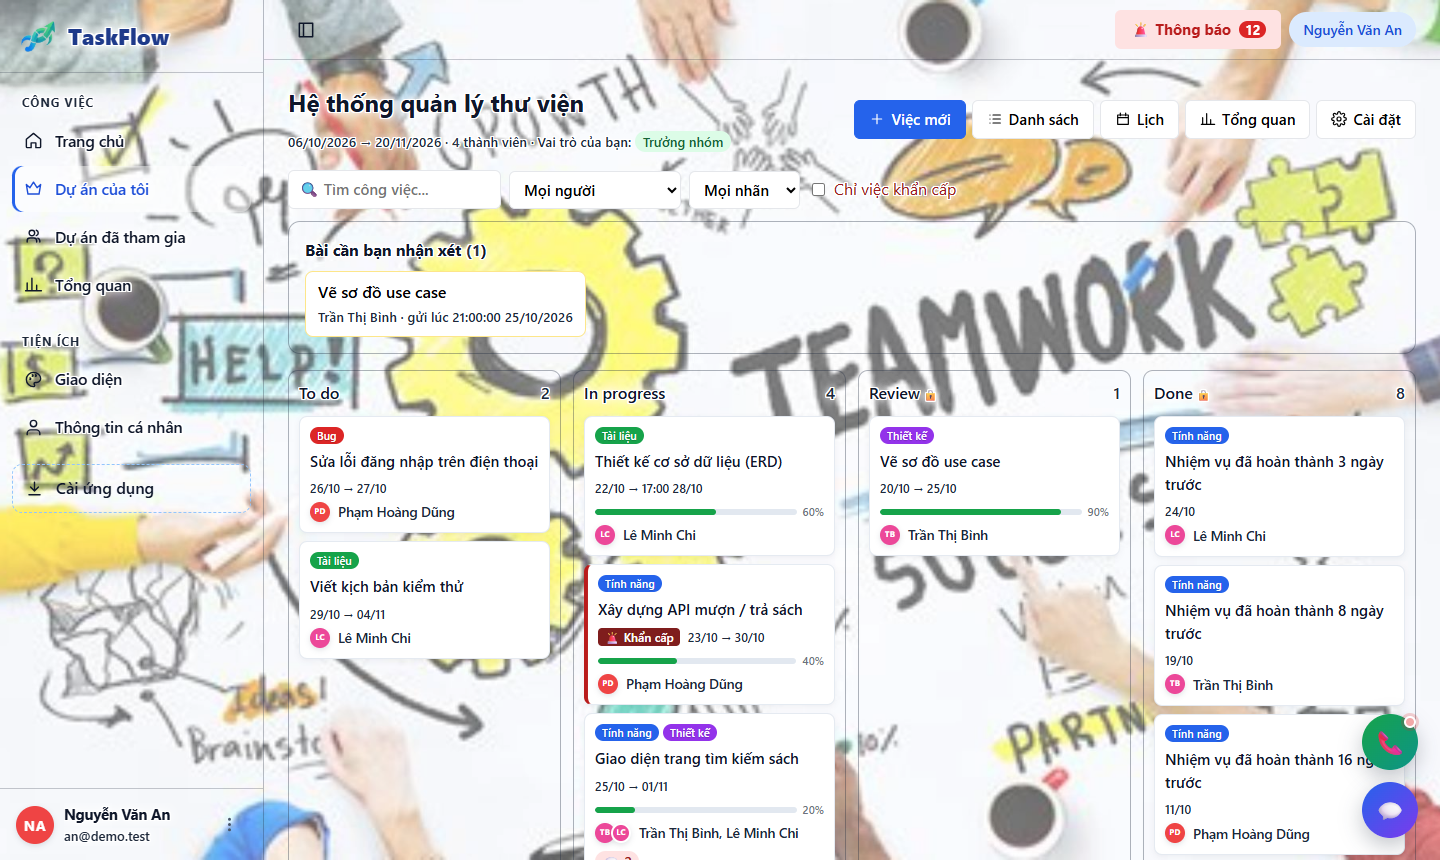 TaskFlow
Thông báo 12
Nguyễn Văn An
CÔNG VIỆC
Trang chủ
Dự án của tôi
Dự án đã tham gia
Tổng quan
TIỆN ÍCH
Giao diện
Thông tin cá nhân
Cài ứng dụng
NA
Nguyễn Văn An
an@demo.test
Hệ thống quản lý thư viện
06/10/2026 → 20/11/2026 · 4 thành viên · Vai trò của bạn: Trưởng nhóm
+ Việc mới
Danh sách
Lịch
Tổng quan
Cài đặt
Tìm công việc...
Mọi người
Mọi nhãn
Chỉ việc khẩn cấp
Bài cần bạn nhận xét (1)
Vẽ sơ đồ use case
Trần Thị Bình · gửi lúc 21:00:00 25/10/2026
To do 2
Bug
Sửa lỗi đăng nhập trên điện thoại
26/10 → 27/10
PD Phạm Hoàng Dũng
Tài liệu
Viết kịch bản kiểm thử
29/10 → 04/11
LC Lê Minh Chi
In progress 4
Tài liệu
Thiết kế cơ sở dữ liệu (ERD)
22/10 → 17:00 28/10
60%
LC Lê Minh Chi
Tính năng
Xây dựng API mượn / trả sách
Khẩn cấp 23/10 → 30/10
40%
PD Phạm Hoàng Dũng
Tính năng Thiết kế
Giao diện trang tìm kiếm sách
25/10 → 01/11
20%
TB LC Trần Thị Bình, Lê Minh Chi
Review 1
Thiết kế
Vẽ sơ đồ use case
20/10 → 25/10
90%
TB Trần Thị Bình
Done 8
Tính năng
Nhiệm vụ đã hoàn thành 3 ngày
trước
24/10
LC Lê Minh Chi
Tính năng
Nhiệm vụ đã hoàn thành 8 ngày
trước
19/10
TB Trần Thị Bình
Tính năng
Nhiệm vụ đã hoàn thành 16
trước
11/10
PD Phạm Hoàng Dũng
HELP!
TEAMWORK
Ideas!